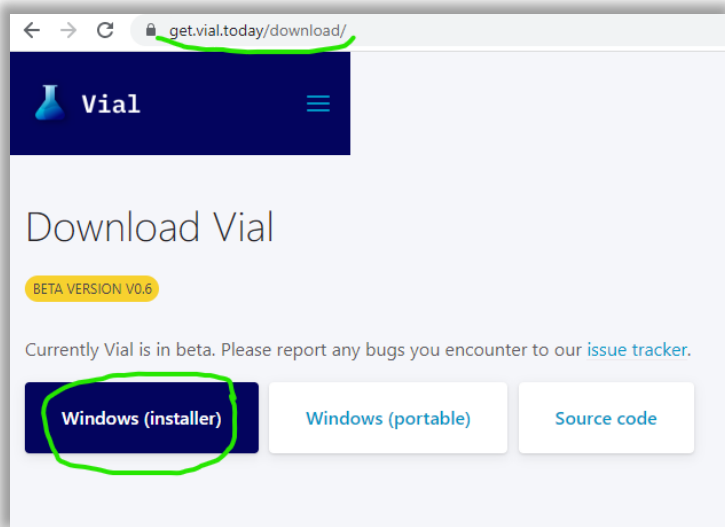 get.vial.today/download/
Vial
Download Vial
BETA VERSION V0.6
Currently Vial is in beta. Please report any bugs you encounter to our issue tracker.
Windows (installer) Windows (portable) Source code